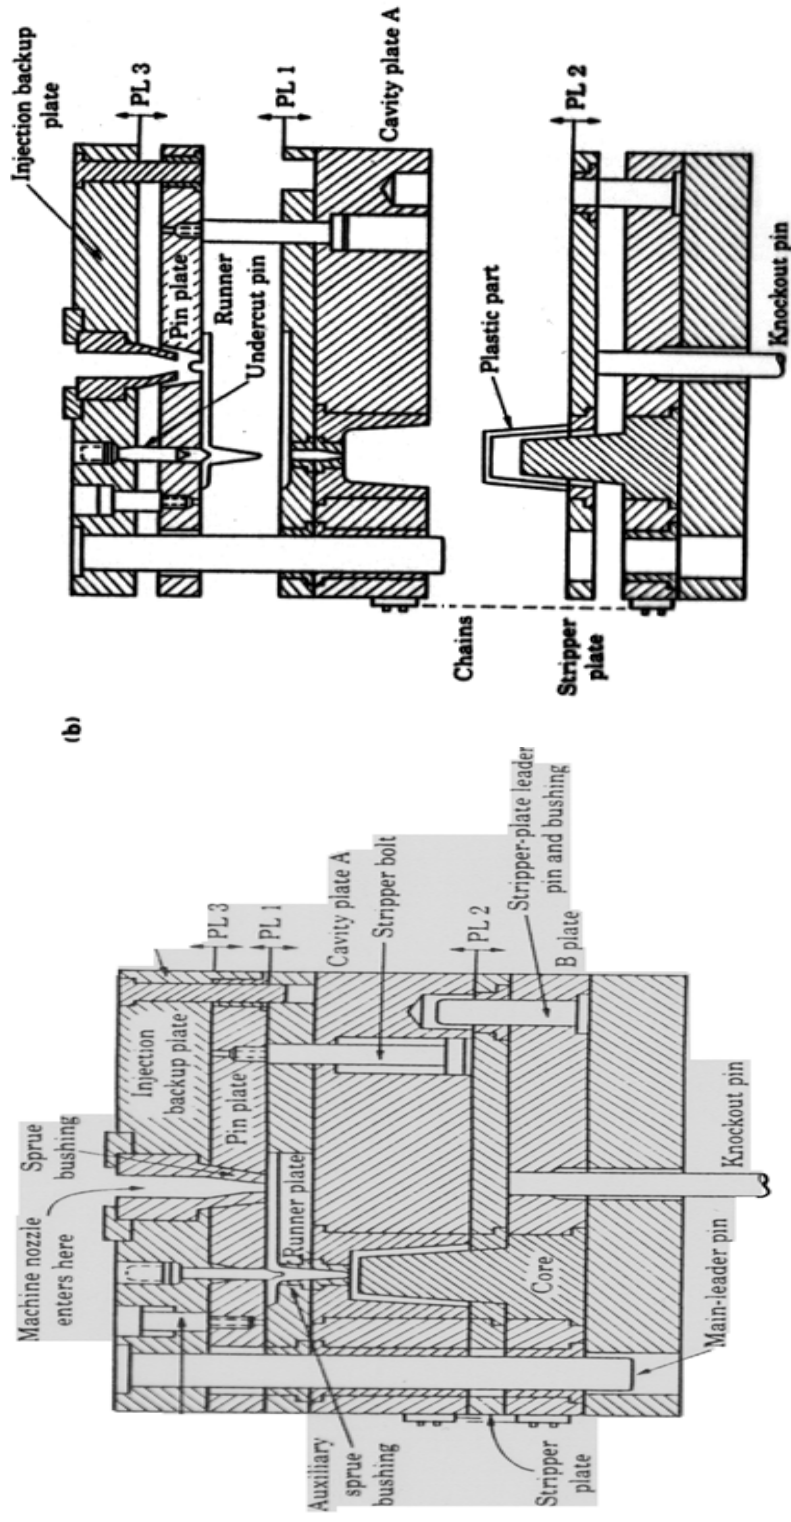 Injection backup
plate
PL 3
PL 1
Cavity plate A
PL 2
Pin plate
Runner
Undercut pin
Plastic part
Knockout pin
Chains
Stripper
plate
(b)
Machine nozzle
enters here
Sprue
bushing
Injection
backup plate
Pin plate
PL 3
PL 1
Cavity plate A
Stripper bolt
PL 2
Stripper-plate leader
pin and bushing
B plate
Runner plate
Core
Knockout pin
Main-leader pin
Auxiliary
sprue
bushing
Stripper
plate